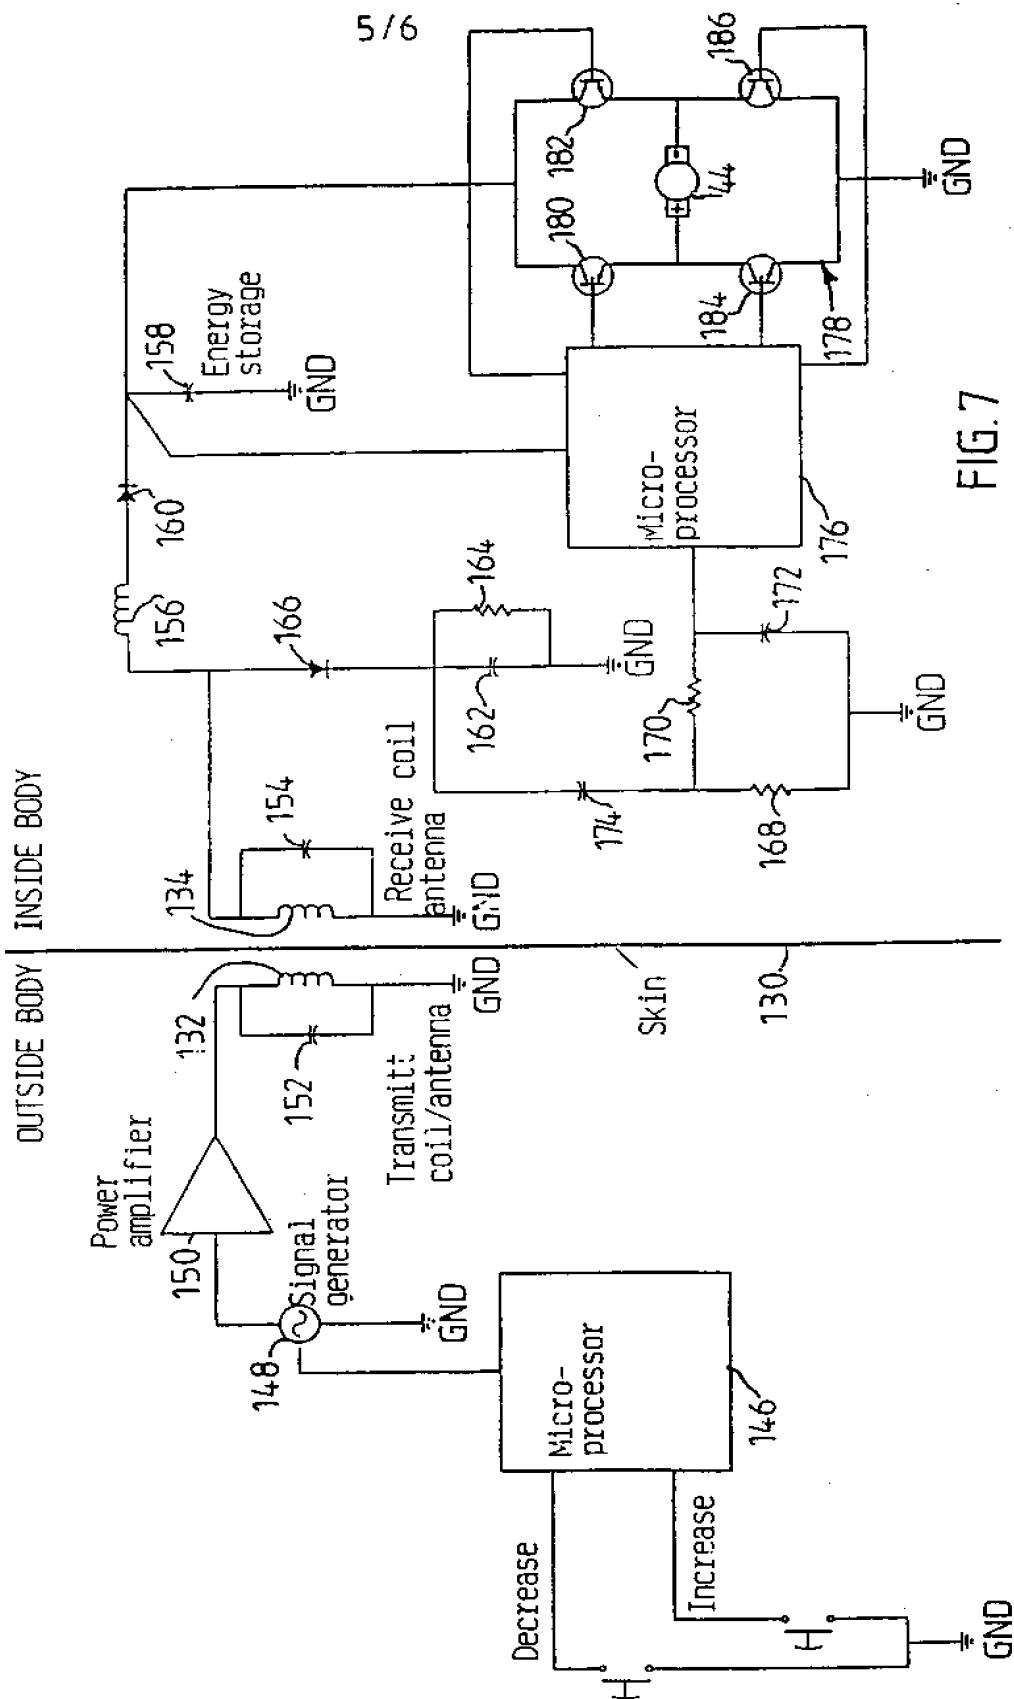 5/6
OUTSIDE BODY
INSIDE BODY
Power
amplifier
150
132
134
154
152
Transmitt
coil/antenna
Receive coil
antenna
GND
GND
148
Signal
generator
GND
156
160
158
Energy
storage
GND
166
164
162
GND
174
170
172
168
GND
Micro-
processor
176
180
182
184
186
178
+
-
144
GND
Skin
130
Micro-
processor
146
Decrease
Increase
GND
FIG. 7